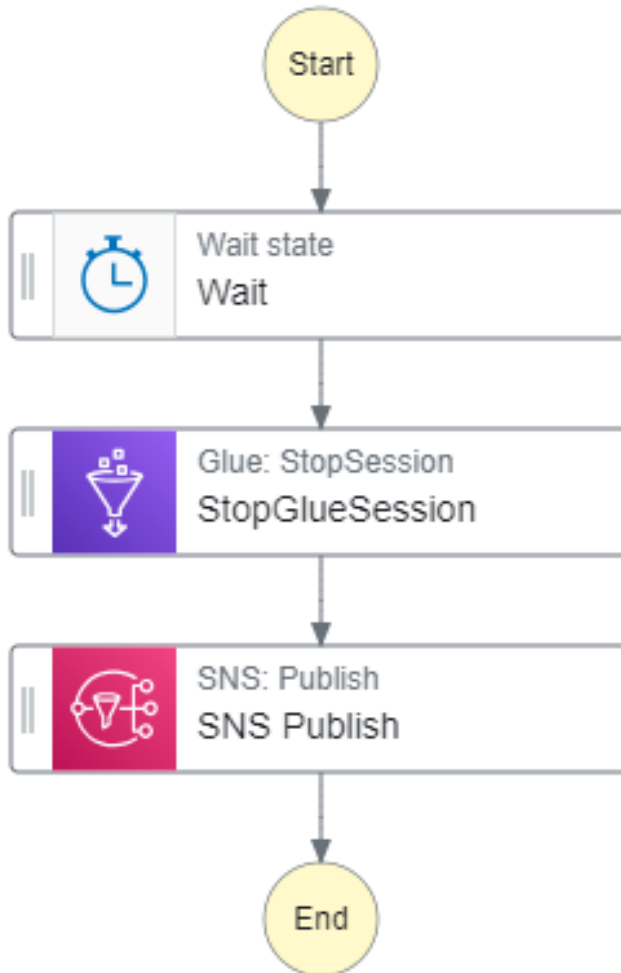 Start
Wait state
Wait
Glue: StopSession
StopGlueSession
SNS: Publish
SNS Publish
End